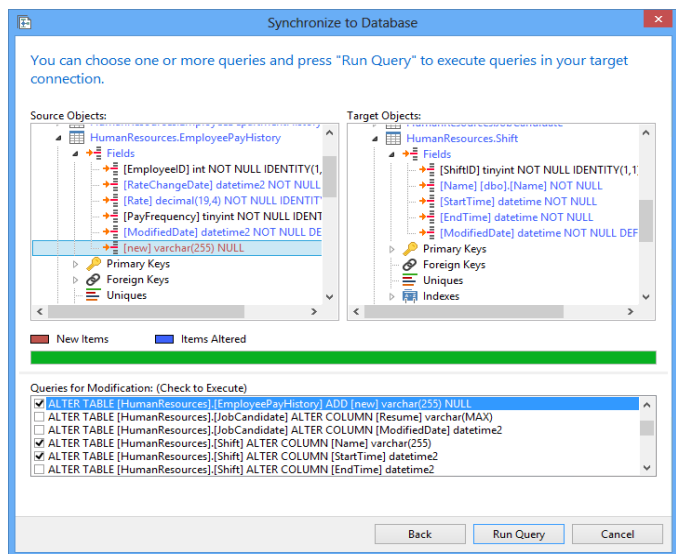 Synchronize to Database
You can choose one or more queries and press "Run Query" to execute queries in your target
connection.
Source Objects:
HumanResources.EmployeePayHistory
Fields
[EmployeeID] int NOT NULL IDENTITY(1,
[RateChangeDate] datetime2 NOT NULL
[Rate] decimal(19,4) NOT NULL IDENTIT
[PayFrequency] tinyint NOT NULL IDENT
[ModifiedDate] datetime2 NOT NULL DE
[new] varchar(255) NULL
Primary Keys
Foreign Keys
Uniques
Target Objects:
HumanResources.Shift
Fields
[ShiftID] tinyint NOT NULL IDENTITY(1,1
[Name] [dbo].[Name] NOT NULL
[StartTime] datetime NOT NULL
[EndTime] datetime NOT NULL
[ModifiedDate] datetime NOT NULL DEF
Primary Keys
Foreign Keys
Uniques
Indexes
New Items
Items Altered
Queries for Modification: (Check to Execute)
ALTER TABLE [HumanResources].[EmployeePayHistory] ADD [new] varchar(255) NULL
ALTER TABLE [HumanResources].[JobCandidate] ALTER COLUMN [Resume] varchar(MAX)
ALTER TABLE [HumanResources].[JobCandidate] ALTER COLUMN [ModifiedDate] datetime2
ALTER TABLE [HumanResources].[Shift] ALTER COLUMN [Name] varchar(255)
ALTER TABLE [HumanResources].[Shift] ALTER COLUMN [StartTime] datetime2
ALTER TABLE [HumanResources].[Shift] ALTER COLUMN [EndTime] datetime2
Back
Run Query
Cancel